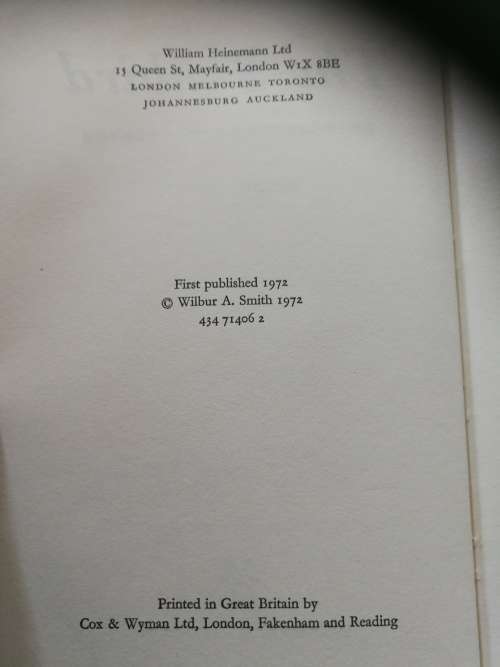 William Heinemann Ltd
15 Queen St, Mayfair, London W1X 8BE
LONDON MELBOURNE TORONTO
JOHANNESBURG AUCKLAND
First published 1972
© Wilbur A. Smith 1972
434 71406 2
Printed in Great Britain by
Cox & Wyman Ltd, London, Fakenham and Reading